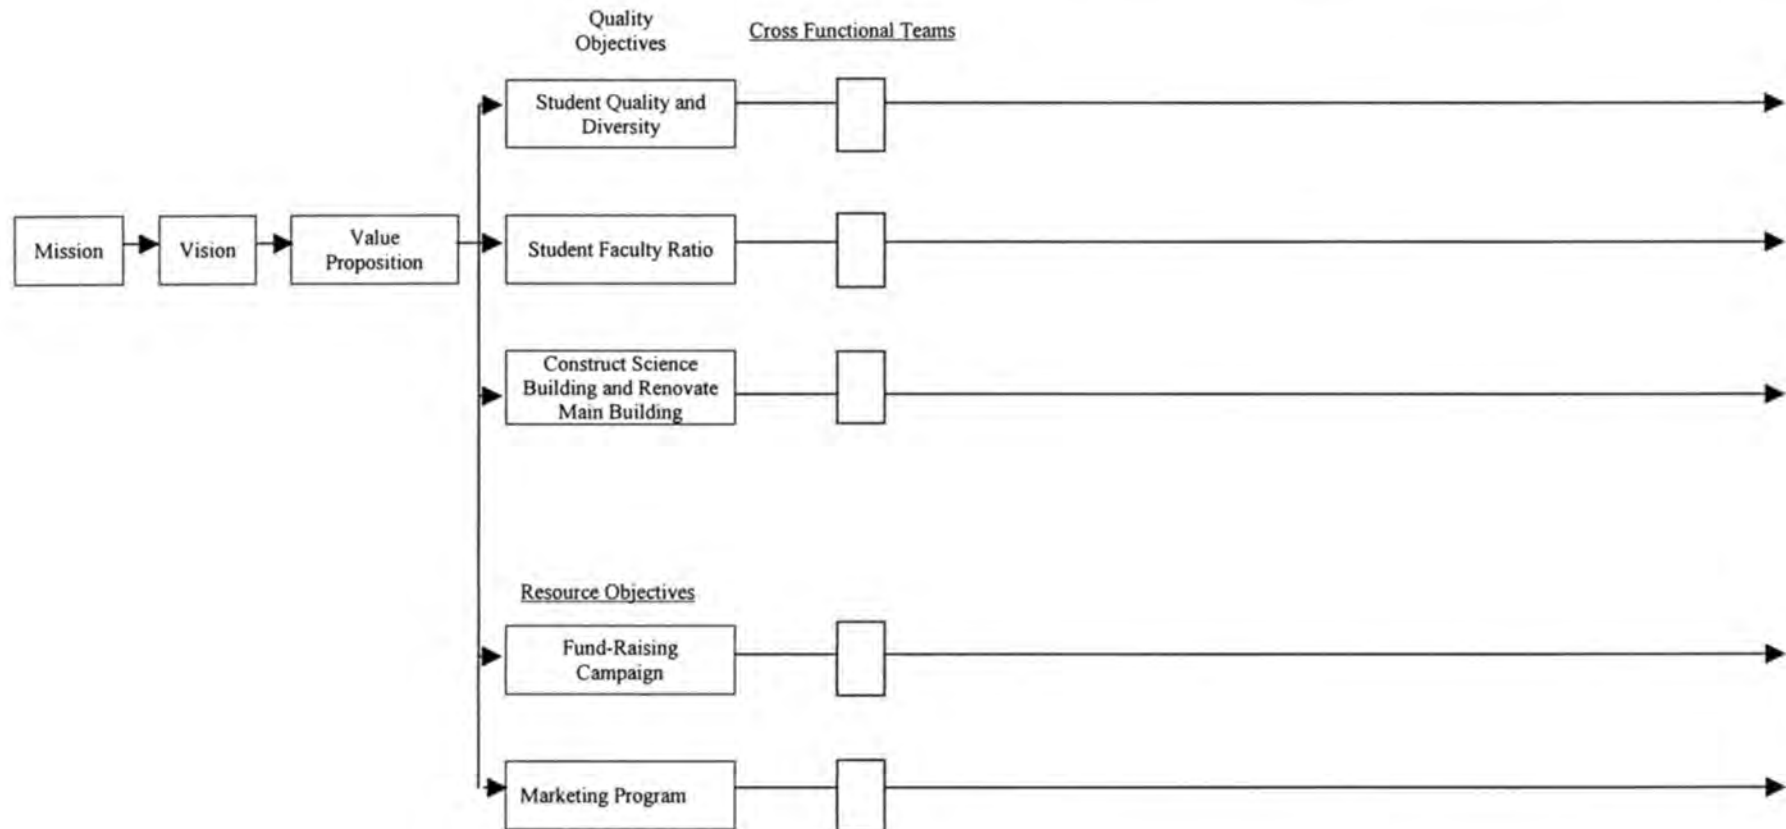 Quality
Objectives
Cross Functional Teams
Student Quality and
Diversity
Mission
Vision
Value
Proposition
Student Faculty Ratio
Construct Science
Building and Renovate
Main Building
Resource Objectives
Fund-Raising
Campaign
Marketing Program